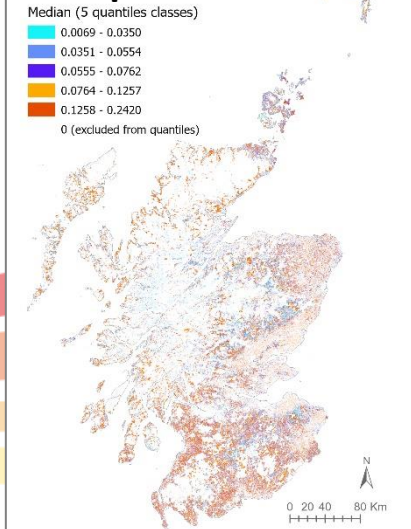 Median (5 quantiles classes)
0.0069 - 0.0350
0.0351 - 0.0554
0.0555 - 0.0762
0.0764 - 0.1257
0.1258 - 0.2420
0 (excluded from quantiles)
N
0 20 40 80 Km